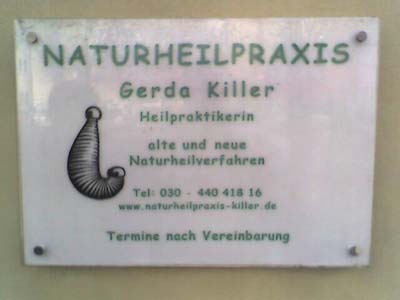 NATURHEILPRAXIS
Gerda Killer
Heilpraktikerin
alte und neue
Naturheilverfahren
Tel: 030 - 440 418 16
www.naturheilpraxis-killer.de
Termine nach Vereinbarung